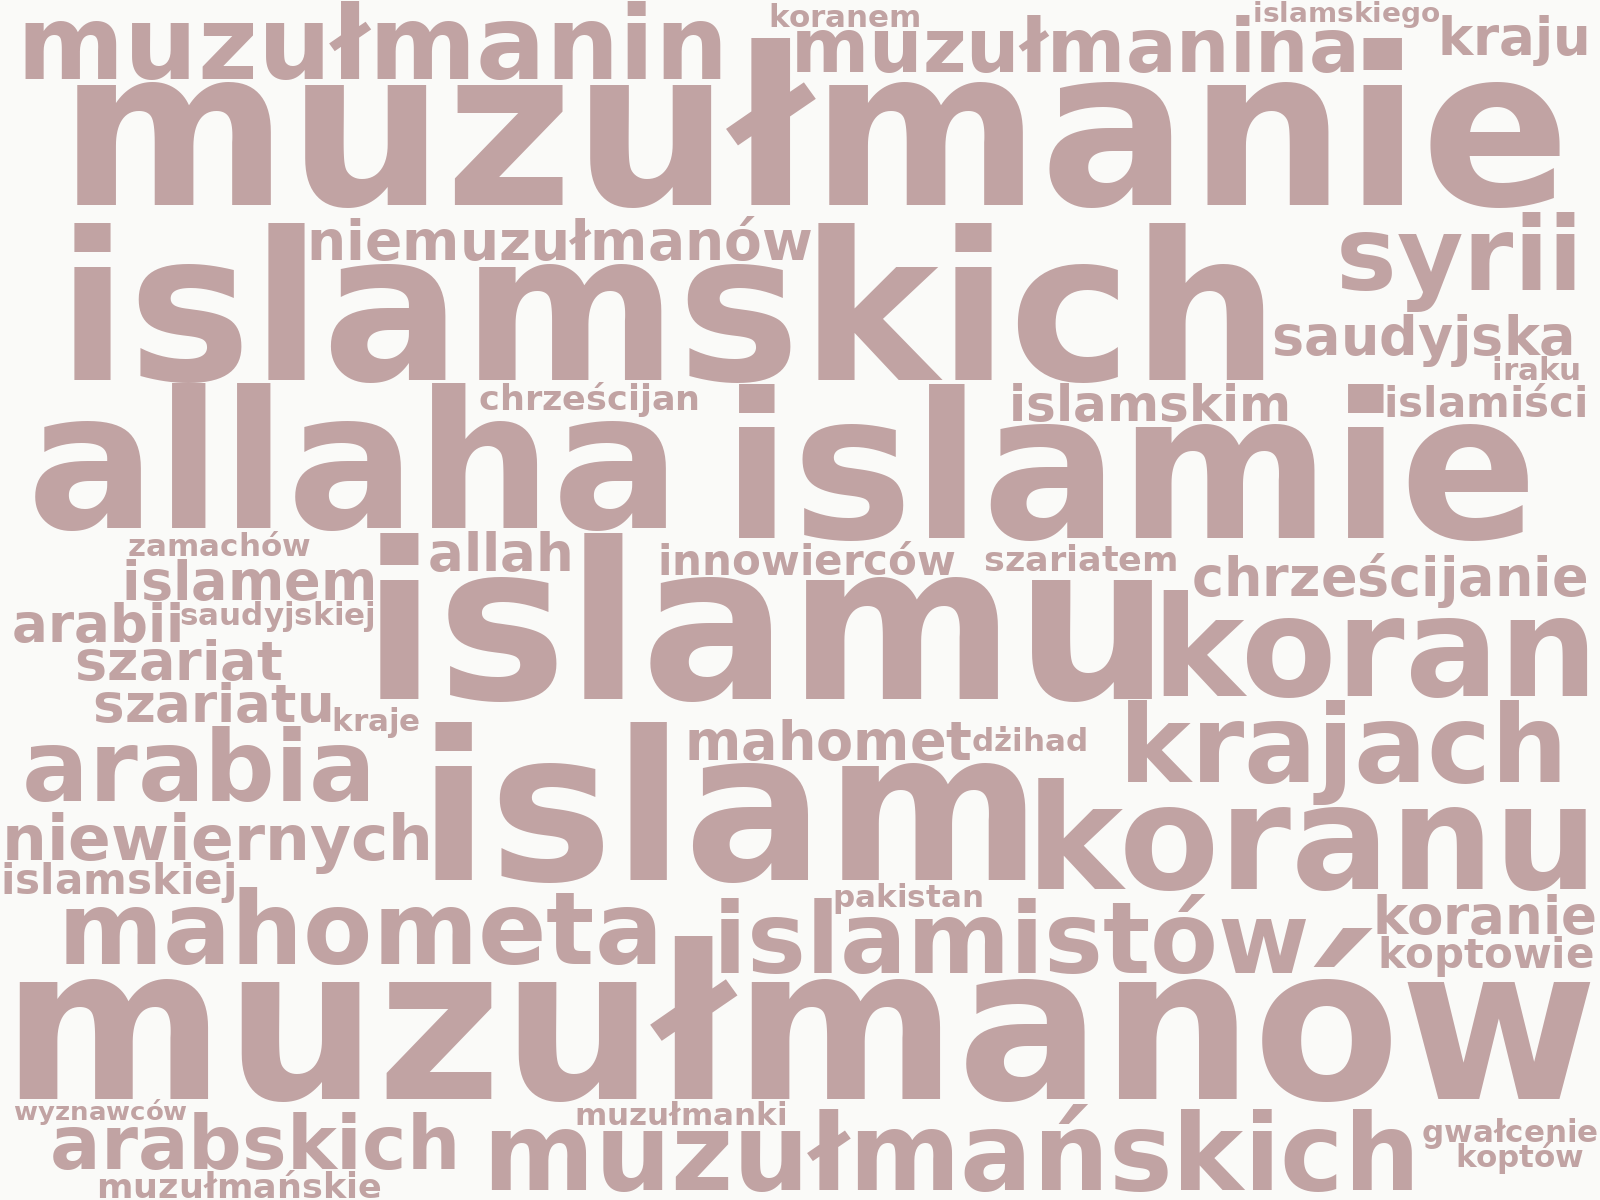 muzułmanin koranem muzułmanina islamskiego kraju
muzułmanie
niemuzułmanów syrii
islamskich saudyjska
iraku
chrześcijan islamskim islamiści
allaha islamie
zamachów allah innowierców szariatem chrześcijanie
islamem
arabii saudyjskiej islamu koran
szariat
szariatu kraje
arabia mahomet dżihad krajach
niewiernych islam koranu
islamskiej pakistan
mahometa islamistów koranie
koptowie
muzułmanów
wyznawców muzułmanki
arabskich muzułmańskich gwałcenie
koptów
muzułmańskie